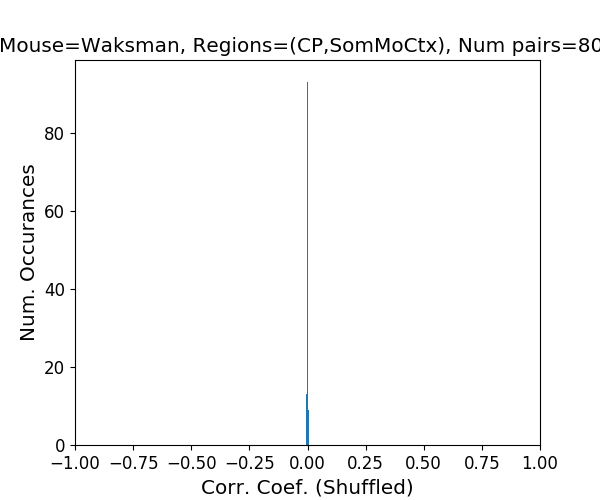 Mouse=Waksman, Regions=(CP,SomMoCtx), Num pairs=80
Num. Occurances
80
60
40
20
0
−1.00 −0.75 −0.50 −0.25 0.00 0.25 0.50 0.75 1.00
Corr. Coef. (Shuffled)